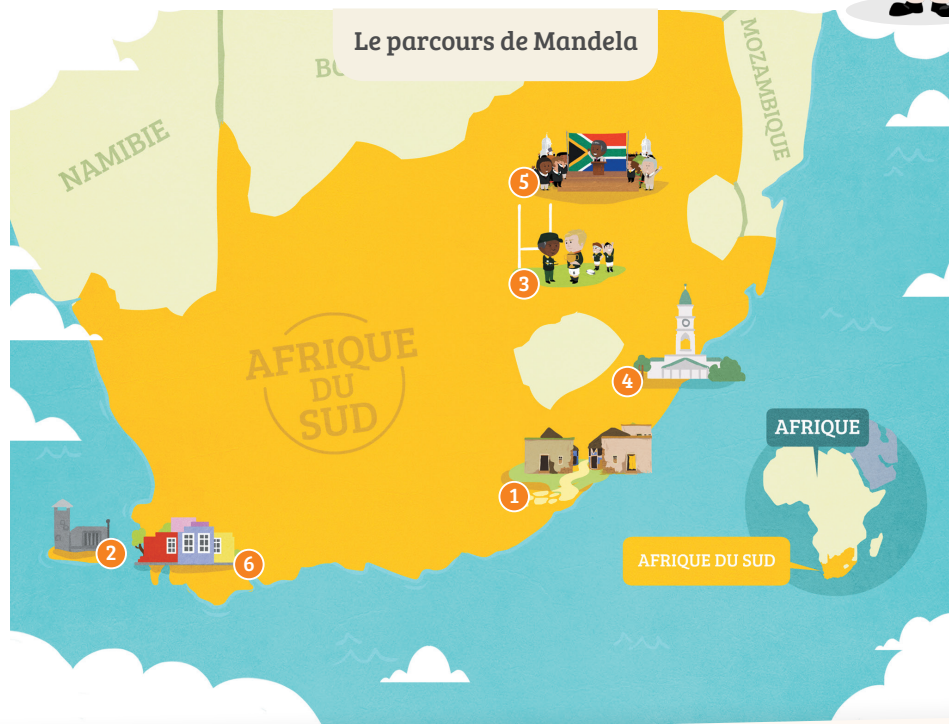 Le parcours de Mandela
NAMIBIE
MOZAMBIQUE
5
3
AFRIQUE
DU
SUD
4
1
2
6
AFRIQUE
AFRIQUE DU SUD